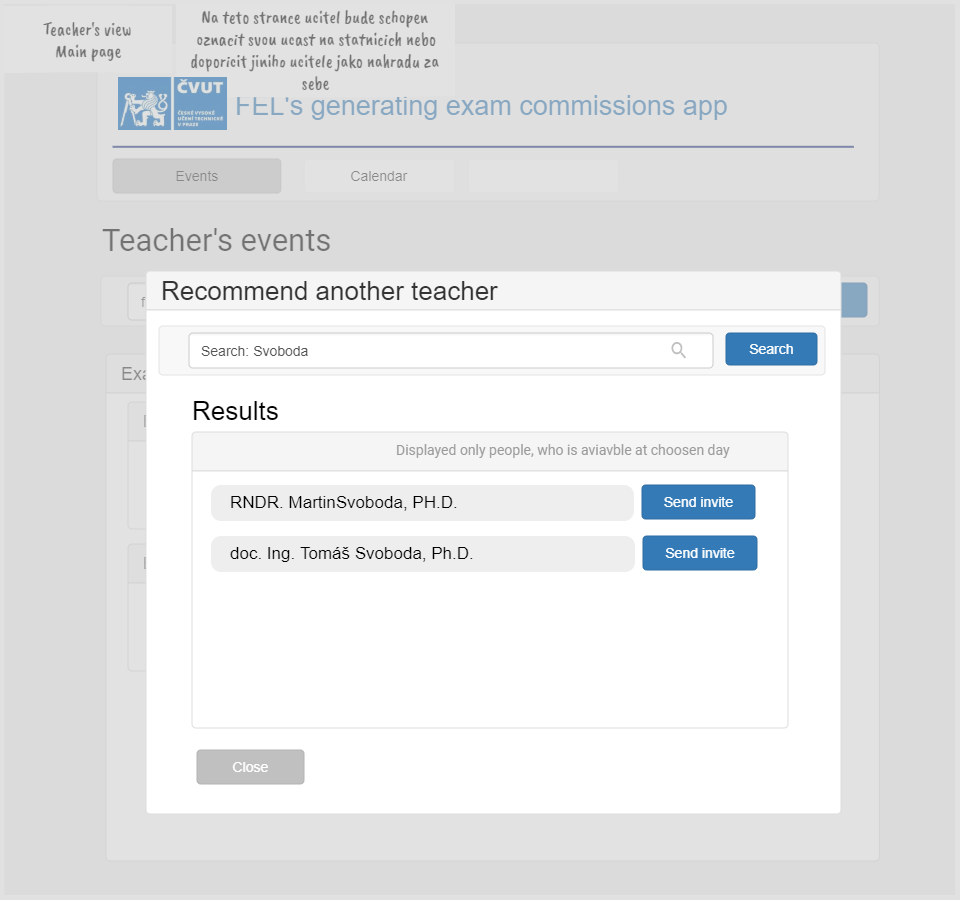 Teacher's view
Main page
Na teto strance ucitel bude schopen
oznacit svou ucast na statnicich nebo
doporicit jiniho ucitele jako nahradu za
sebe
ČVUT
ČESKÉ VYSOKÉ
UČENÍ TECHNICKÉ
V PRAZE
FEL's generating exam commissions app
Events
Calendar
Teacher's events
Recommend another teacher
Search: Svoboda
Search
Results
Displayed only people, who is aviavble at choosen day
RNDR. MartinSvoboda, PH.D.
Send invite
doc. Ing. Tomáš Svoboda, Ph.D.
Send invite
Close